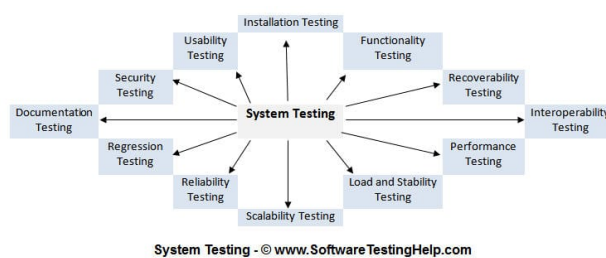 Installation Testing
Usability
Testing
Functionality
Testing
Security
Testing
Recoverability
Testing
Documentation
Testing
System Testing
Interoperability
Testing
Regression
Testing
Performance
Testing
Reliability
Testing
Load and Stability
Testing
Scalability Testing
System Testing - © www.SoftwareTestingHelp.com